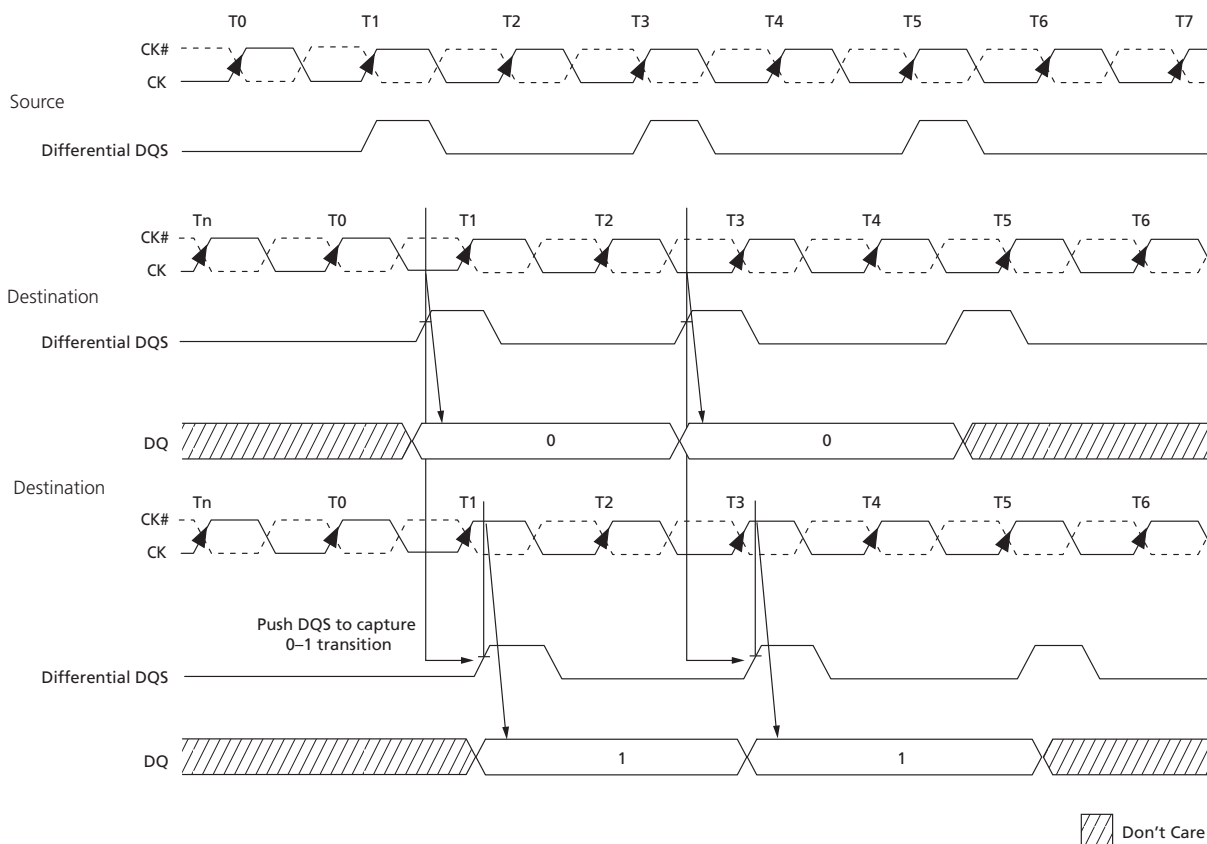 T0 T1 T2 T3 T4 T5 T6 T7
CK#
CK
Source
Differential DQS
Tn T0 T1 T2 T3 T4 T5 T6
CK#
CK
Destination
Differential DQS
DQ 0 0
Destination
Tn T0 T1 T2 T3 T4 T5 T6
CK#
CK
Push DQS to capture
0–1 transition
Differential DQS
DQ 1 1
Don't Care